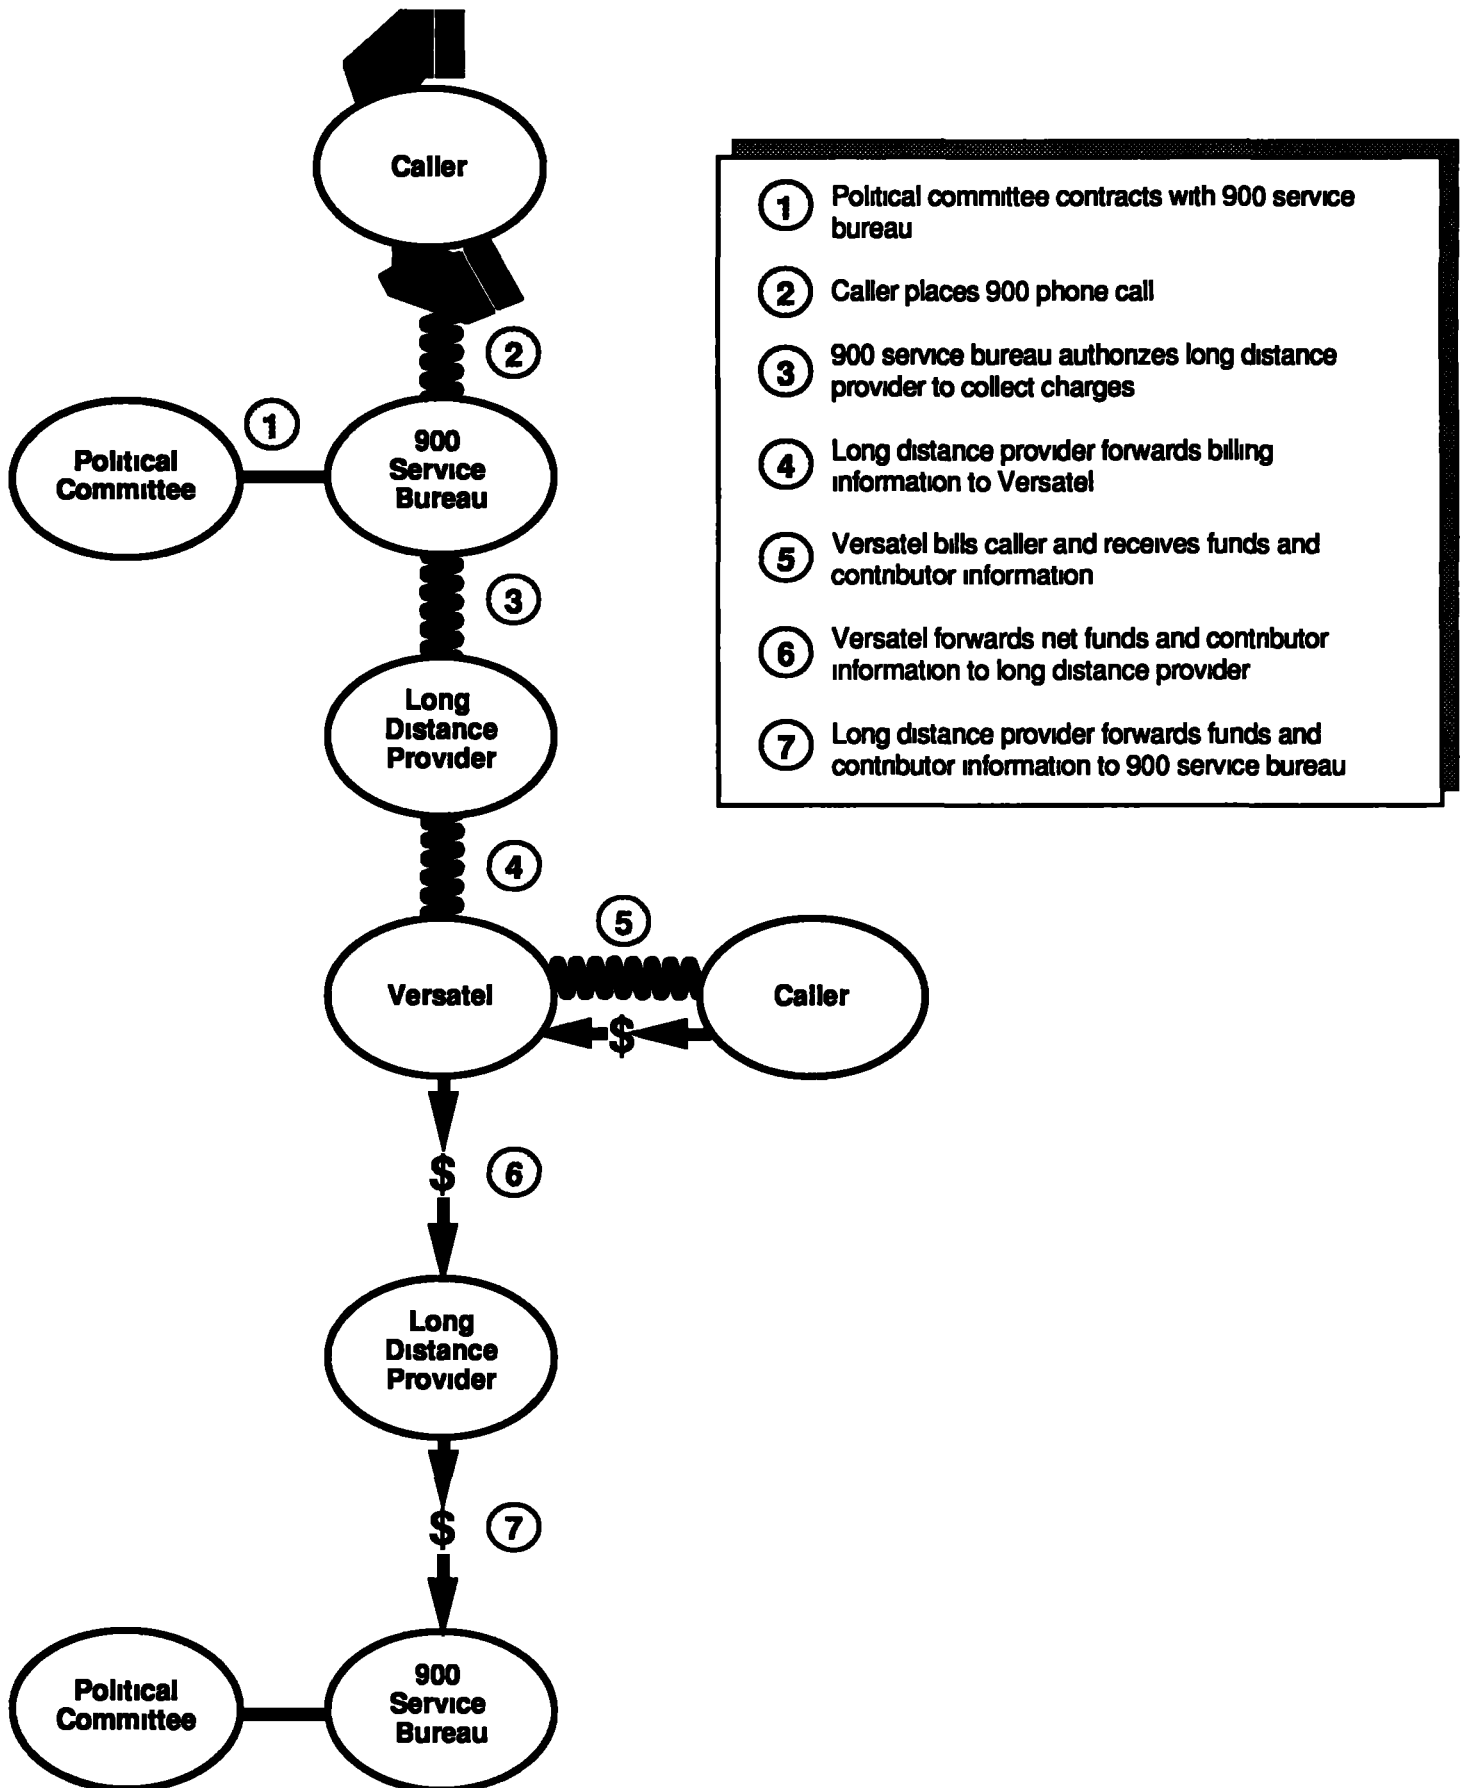 Caller
1 Political committee contracts with 900 service
bureau
2 Caller places 900 phone call
3 900 service bureau authorizes long distance
provider to collect charges
4 Long distance provider forwards billing
information to Versatel
5 Versatel bills caller and receives funds and
contributor information
6 Versatel forwards net funds and contributor
information to long distance provider
7 Long distance provider forwards funds and
contributor information to 900 service bureau
2
1
Political
Committee
900
Service
Bureau
3
Long
Distance
Provider
4
5
Versatel
Caller
$
$ 6
Long
Distance
Provider
$ 7
Political
Committee
900
Service
Bureau